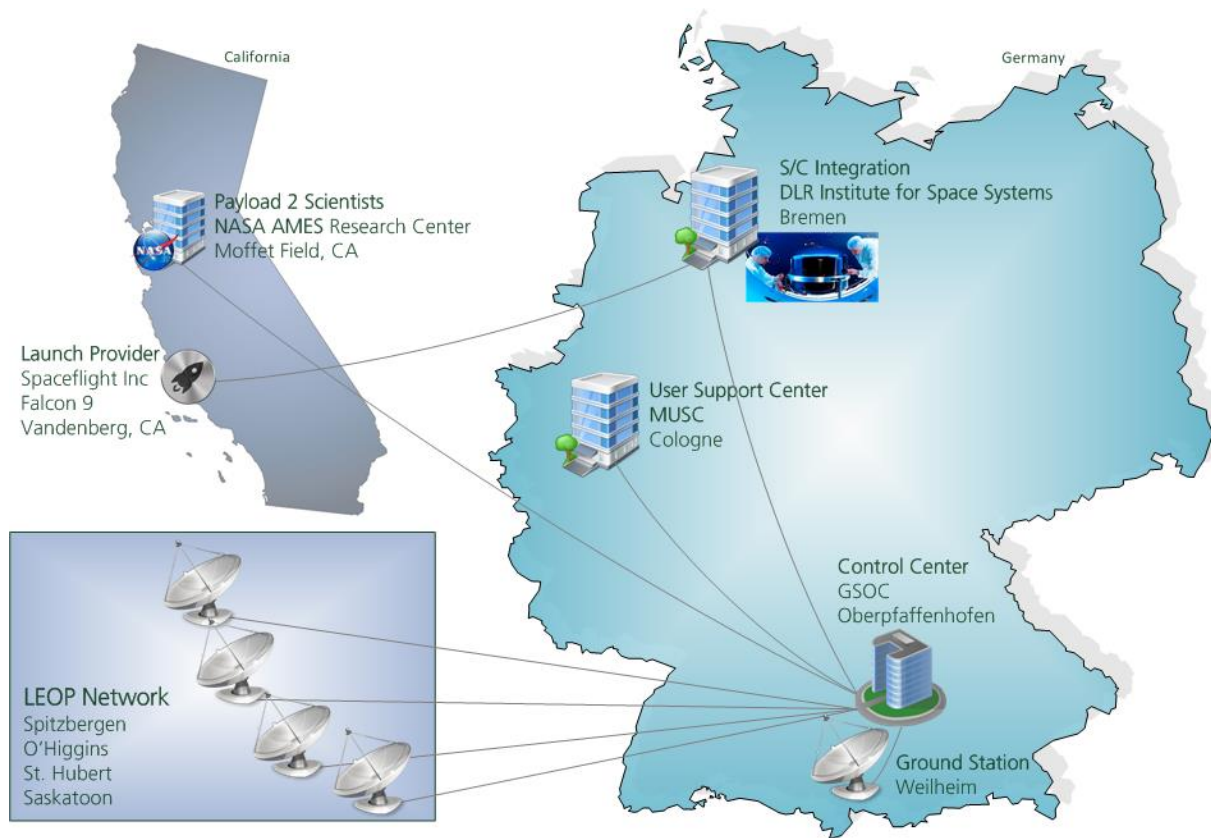 California
Germany
Payload 2 Scientists
NASA AMES Research Center
Moffet Field, CA
NASA
Launch Provider
Spaceflight Inc
Falcon 9
Vandenberg, CA
S/C Integration
DLR Institute for Space Systems
Bremen
User Support Center
MUSC
Cologne
Control Center
GSOC
Oberpfaffenhofen
LEOP Network
Spitzbergen
O'Higgins
St. Hubert
Saskatoon
Ground Station
Weilheim